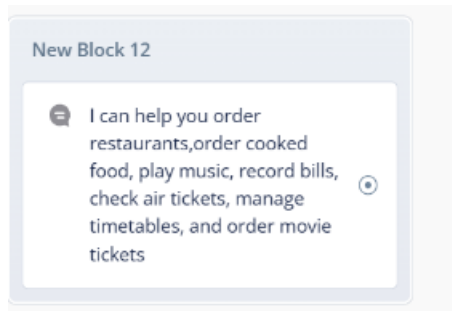 New Block 12
I can help you order
restaurants,order cooked
food, play music, record bills,
check air tickets, manage
timetables, and order movie
tickets